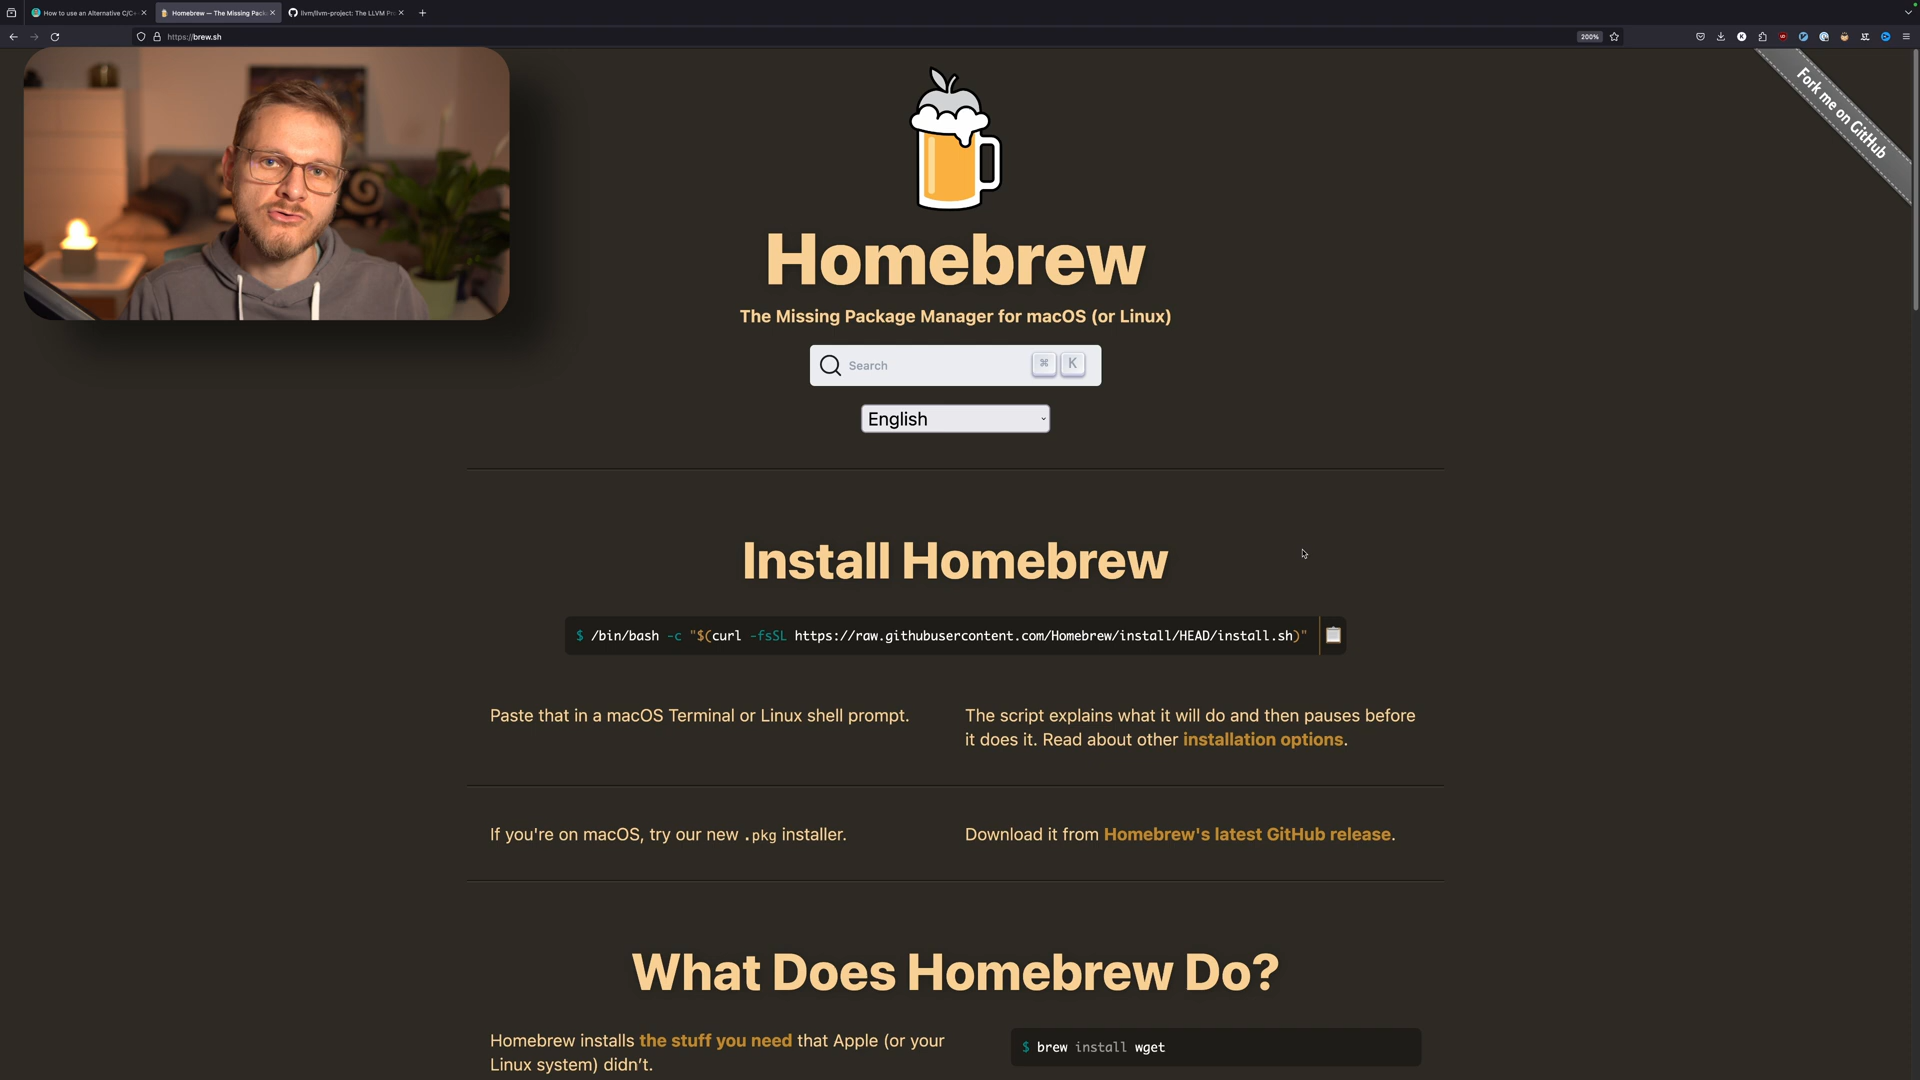 How to use an Alternative C/C+
Homebrew — The Missing Pack
llvm/llvm-project: The LLVM Pr
https://brew.sh
200%
Fork me on GitHub
Homebrew
The Missing Package Manager for macOS (or Linux)
Search
⌘ K
English
Install Homebrew
$ /bin/bash -c "$(curl -fsSL https://raw.githubusercontent.com/Homebrew/install/HEAD/install.sh)"
Paste that in a macOS Terminal or Linux shell prompt.
The script explains what it will do and then pauses before
it does it. Read about other installation options.
If you're on macOS, try our new .pkg installer.
Download it from Homebrew's latest GitHub release.
What Does Homebrew Do?
Homebrew installs the stuff you need that Apple (or your
Linux system) didn’t.
$ brew install wget